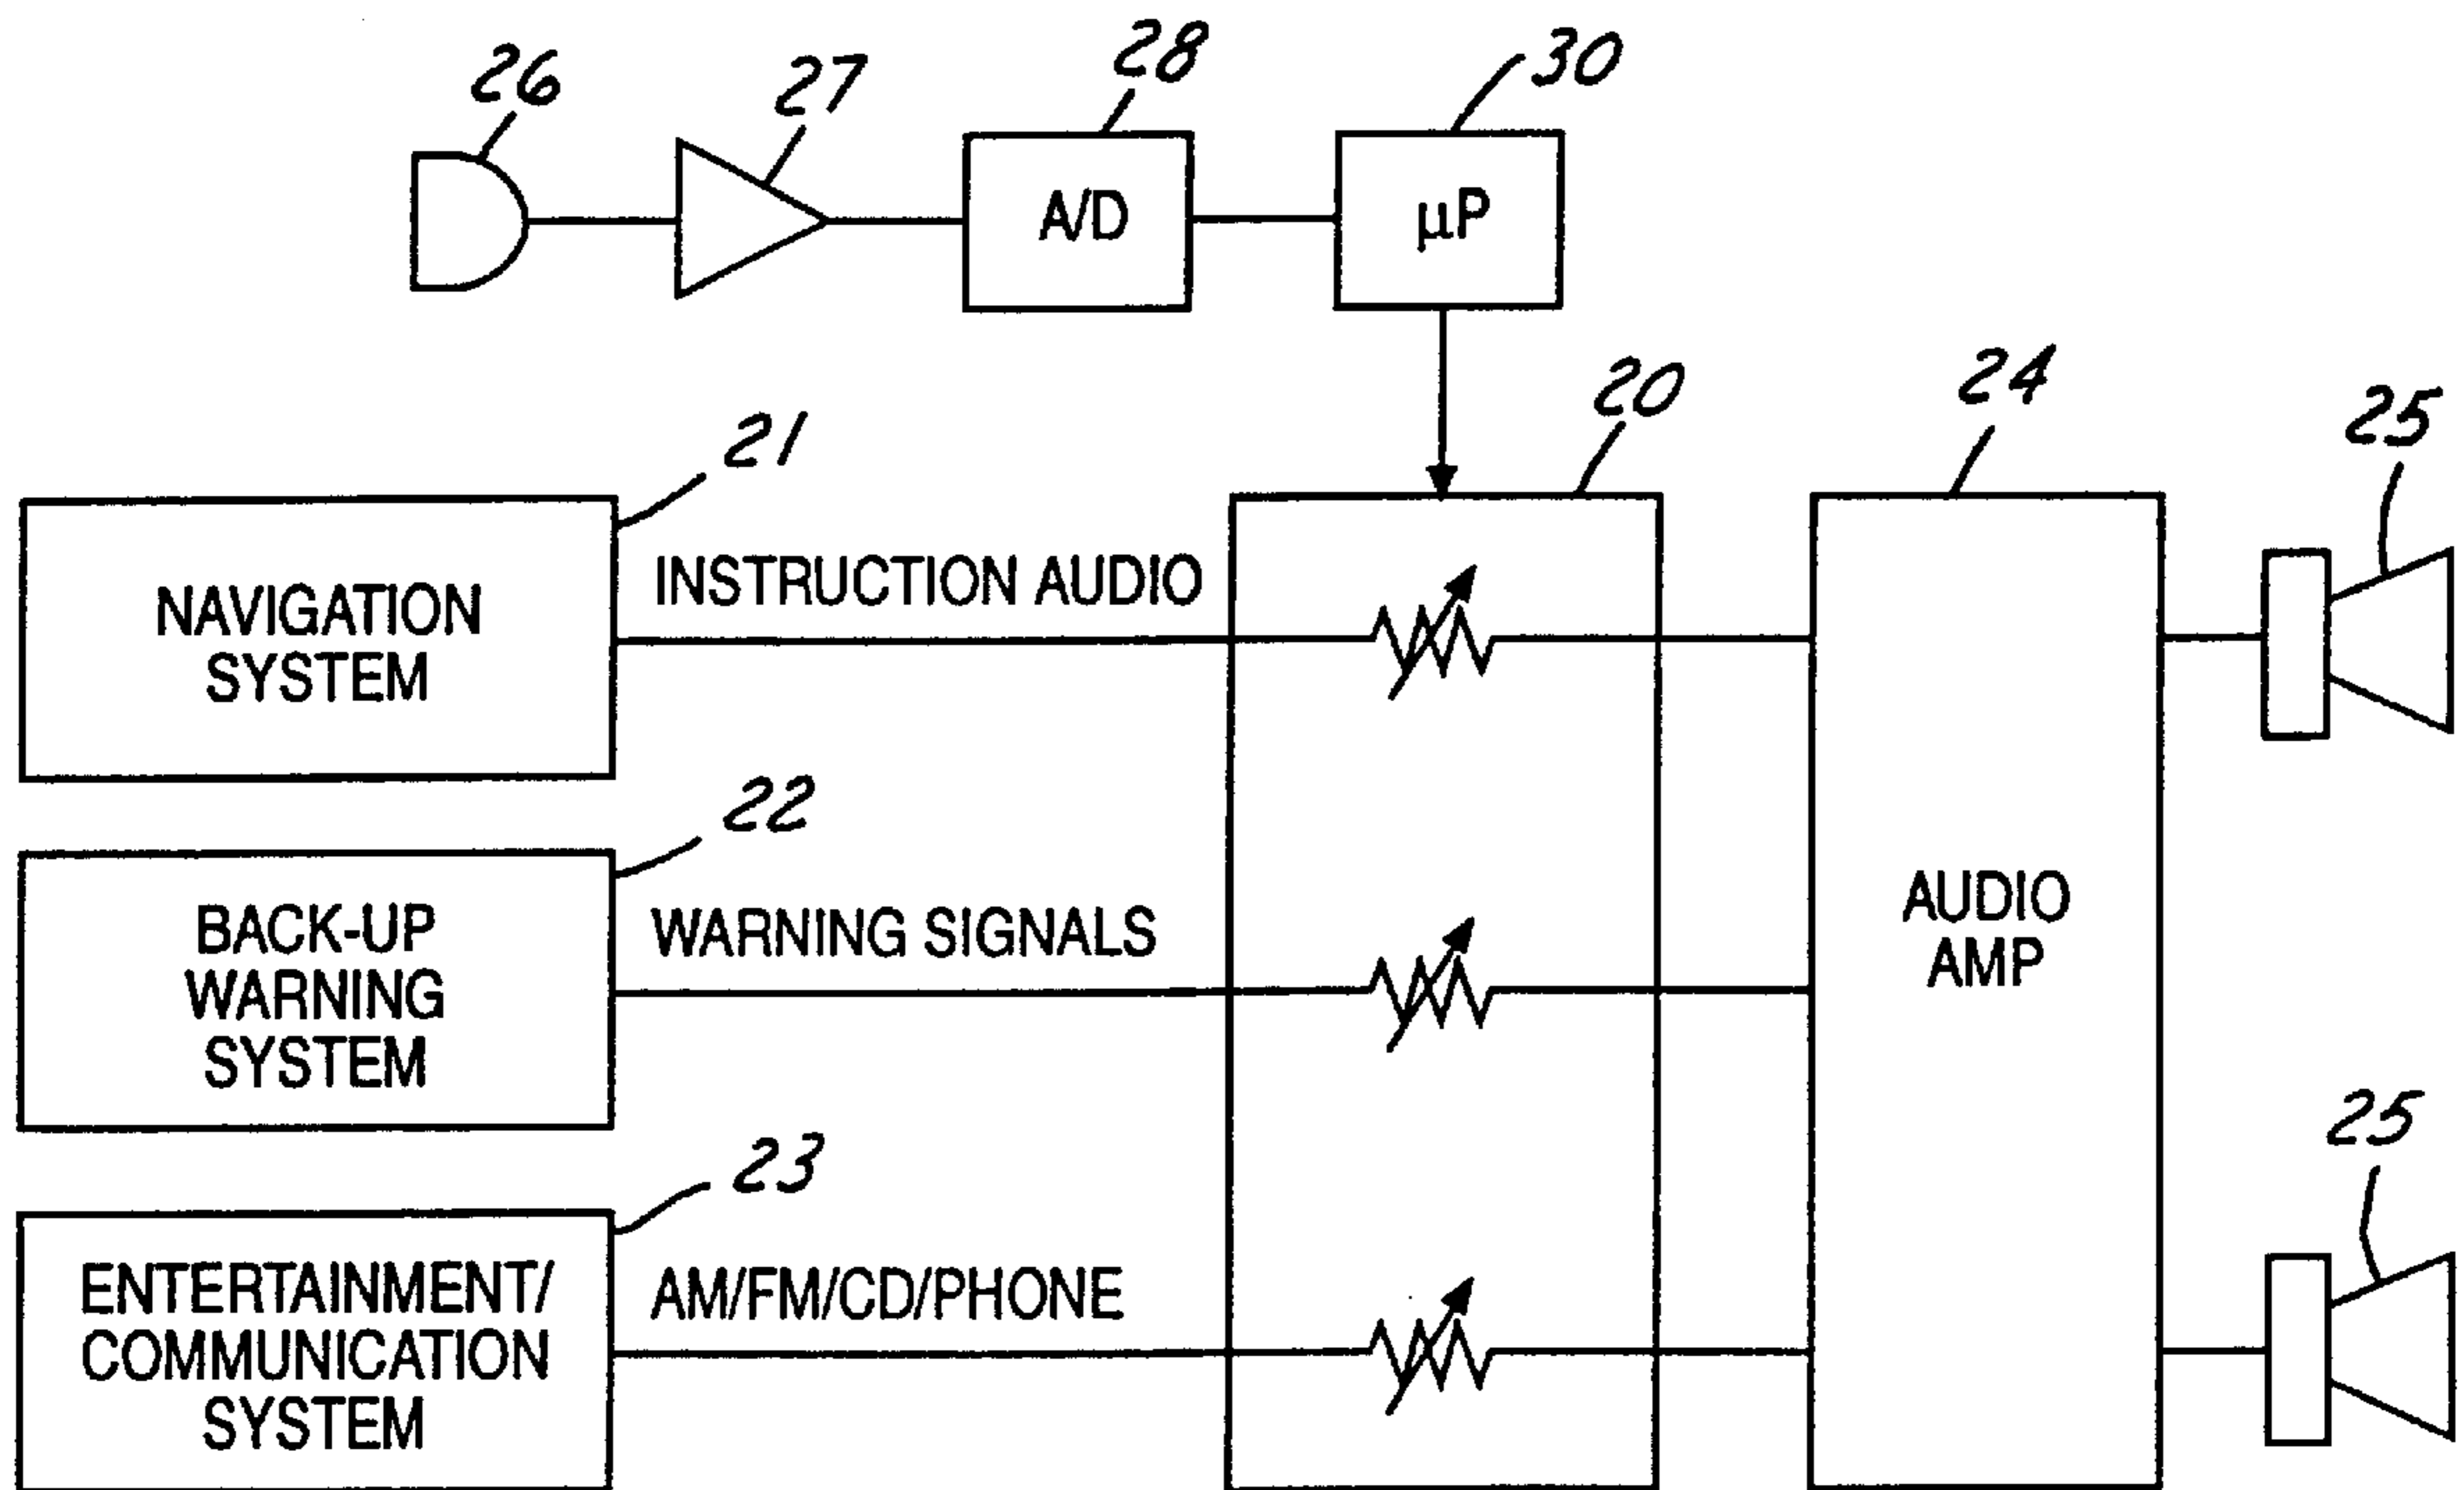 26
27
28
30
A/D
μP
20
24
25
21
INSTRUCTION AUDIO
NAVIGATION
SYSTEM
22
WARNING SIGNALS
BACK-UP
WARNING
SYSTEM
AUDIO
AMP
23
25
AM/FM/CD/PHONE
ENTERTAINMENT/
COMMUNICATION
SYSTEM